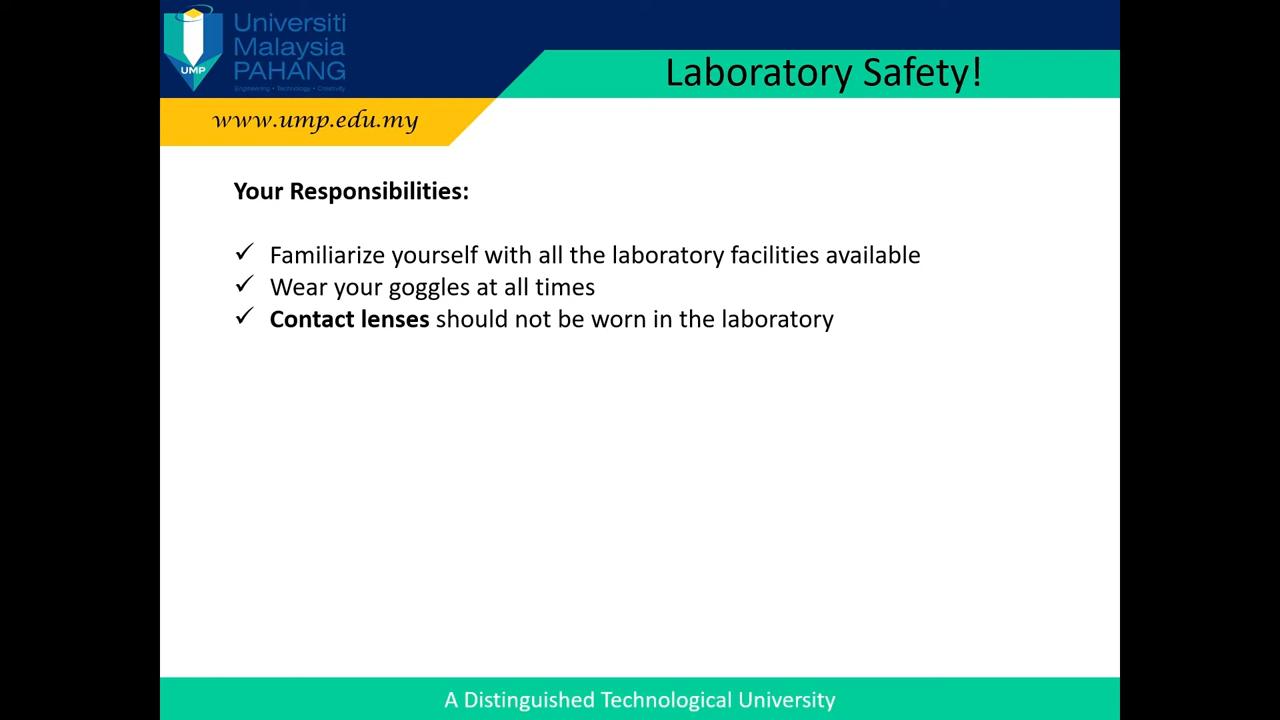 Universiti
Malaysia
PAHANG
Engineering • Technology • Creativity
UMP
Laboratory Safety!
www.ump.edu.my
Your Responsibilities:
✓ Familiarize yourself with all the laboratory facilities available
✓ Wear your goggles at all times
✓ Contact lenses should not be worn in the laboratory
A Distinguished Technological University